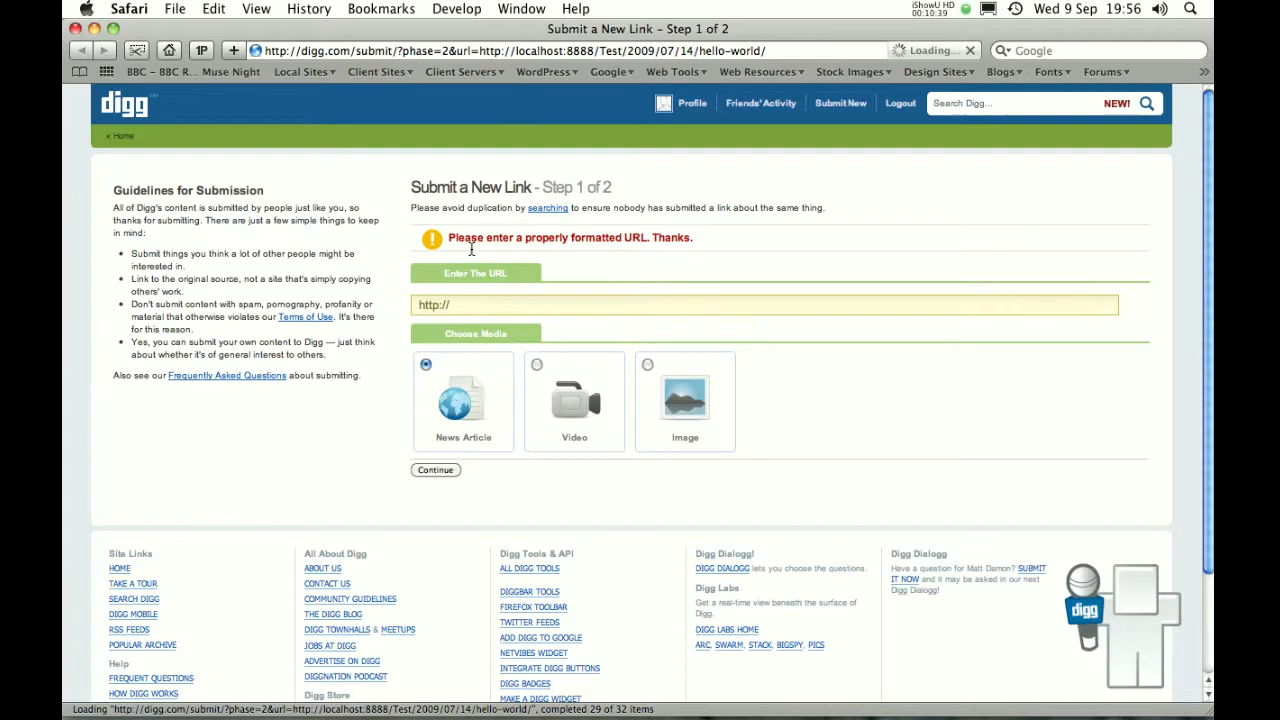 Safari File Edit View History Bookmarks Develop Window Help iShowU HD 00:10:39 Wed 9 Sep 19:56
Submit a New Link - Step 1 of 2
1P + http://digg.com/submit/?phase=2&url=http://localhost:8888/Test/2009/07/14/hello-world/ Loading... Google
BBC – BBC R... Muse Night Local Sites Client Sites Client Servers WordPress Google Web Tools Web Resources Stock Images Design Sites Blogs Fonts Forums
digg Profile Friends' Activity Submit New Logout Search Digg... NEW!
« Home
Guidelines for Submission
All of Digg's content is submitted by people just like you, so
thanks for submitting. There are just a few simple things to keep
in mind:
• Submit things you think a lot of other people might be
interested in.
• Link to the original source, not a site that's simply copying
others' work.
• Don't submit content with spam, pornography, profanity or
material that otherwise violates our Terms of Use. It's there
for this reason.
• Yes, you can submit your own content to Digg — just think
about whether it's of general interest to others.
Also see our Frequently Asked Questions about submitting.
Submit a New Link - Step 1 of 2
Please avoid duplication by searching to ensure nobody has submitted a link about the same thing.
! Please enter a properly formatted URL. Thanks.
Enter The URL
http://
Choose Media
News Article Video Image
Continue
Site Links
HOME
TAKE A TOUR
SEARCH DIGG
DIGG MOBILE
RSS FEEDS
POPULAR ARCHIVE
Help
FREQUENT QUESTIONS
HOW DIGG WORKS
All About Digg
ABOUT US
CONTACT US
COMMUNITY GUIDELINES
THE DIGG BLOG
DIGG TOWNHALLS & MEETUPS
JOBS AT DIGG
ADVERTISE ON DIGG
DIGGNATION PODCAST
Digg Store
Digg Tools & API
ALL DIGG TOOLS
DIGGBAR TOOLS
FIREFOX TOOLBAR
TWITTER FEEDS
ADD DIGG TO GOOGLE
NETVIBES WIDGET
INTEGRATE DIGG BUTTONS
DIGG BADGES
MAKE A DIGG WIDGET
Digg Dialogg!
DIGG DIALOGG lets you choose the questions.
Digg Labs
Get a real-time view beneath the surface of
Digg.
DIGG LABS HOME
ARC, SWARM, STACK, BIGSPY, PICS
Digg Dialogg
Have a question for Matt Damon? SUBMIT
IT NOW and it may be asked in our next
Digg Dialogg!
digg
Loading "http://digg.com/submit/?phase=2&url=http://localhost:8888/Test/2009/07/14/hello-world/", completed 29 of 32 items